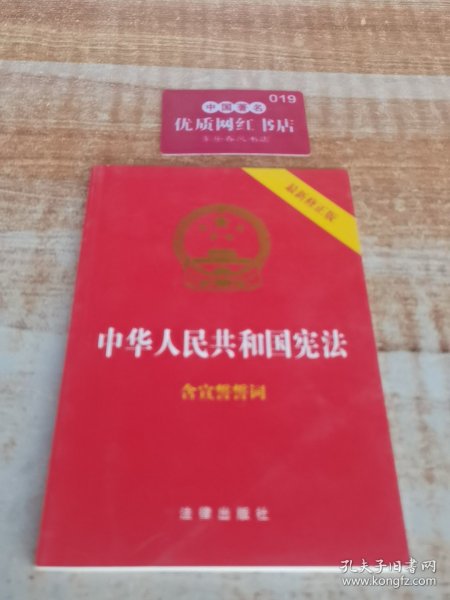 019
中国著名
优质网红书店
最新修正版
中华人民共和国宪法
含宣誓誓词
法律出版社
孔夫子旧书网
www.kongfz.com